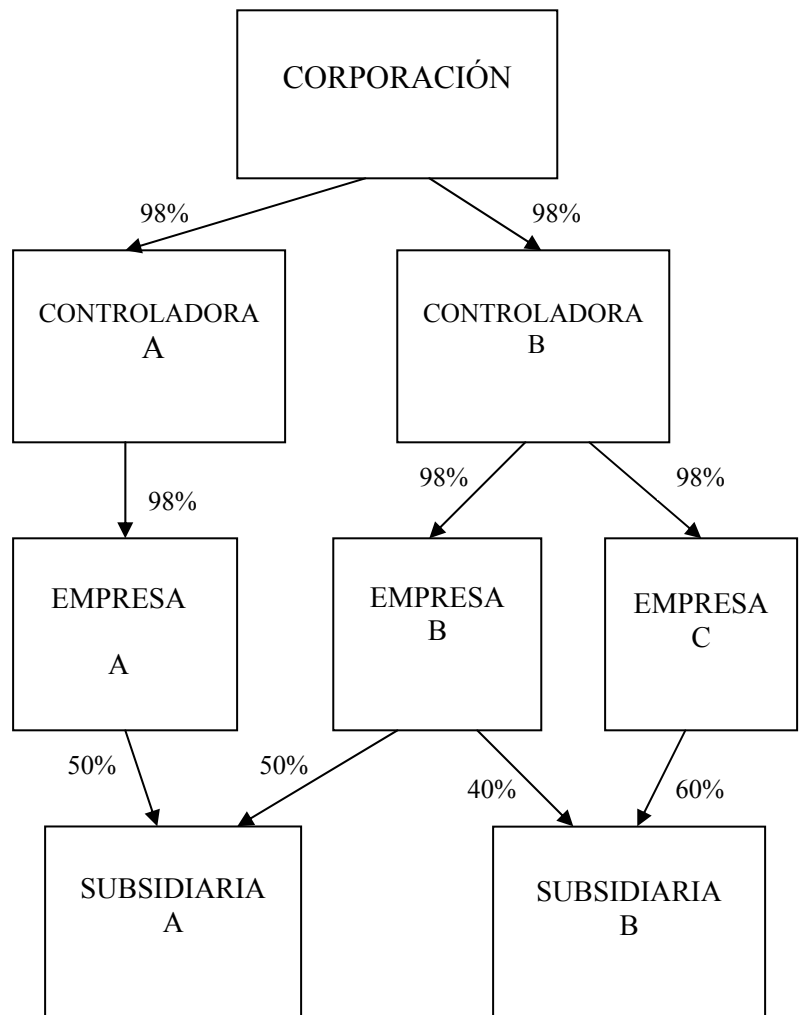 CORPORACIÓN
98%
98%
CONTROLADORA
A
CONTROLADORA
B
98%
98%
98%
EMPRESA
A
EMPRESA
B
EMPRESA
C
50%
50%
40%
60%
SUBSIDIARIA
A
SUBSIDIARIA
B